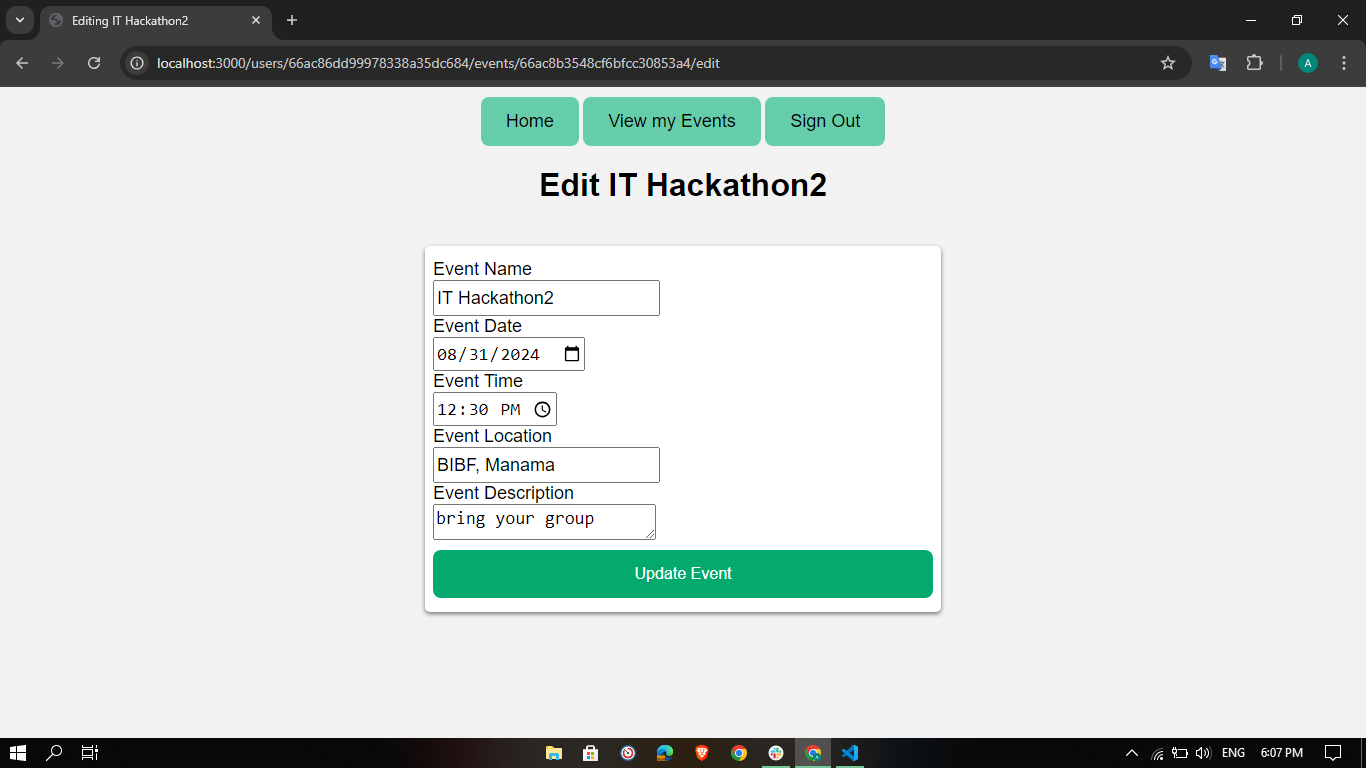 Editing IT Hackathon2
localhost:3000/users/66ac86dd99978338a35dc684/events/66ac8b3548cf6bfcc30853a4/edit
A
Home View my Events Sign Out
Edit IT Hackathon2
Event Name
IT Hackathon2
Event Date
08/31/2024
Event Time
12:30 PM
Event Location
BIBF, Manama
Event Description
bring your group
Update Event
ENG 6:07 PM